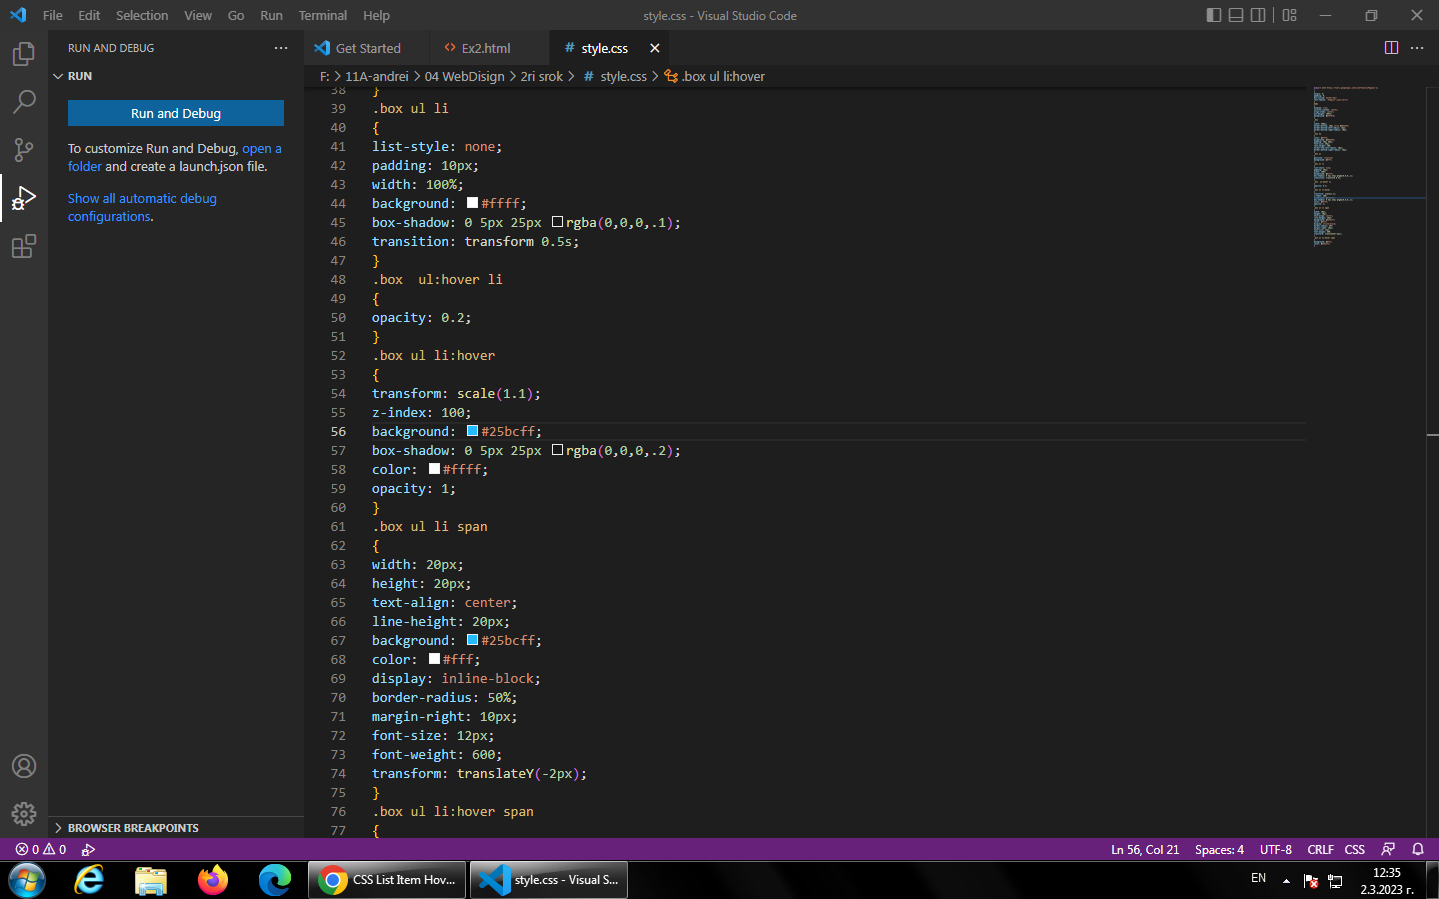 File Edit Selection View Go Run Terminal Help
style.css - Visual Studio Code
RUN AND DEBUG
Get Started
Ex2.html
# style.css
F: > 11A-andrei > 04 WebDisign > 2ri srok > # style.css > .box ul li:hover
RUN
Run and Debug
To customize Run and Debug, open a
folder and create a launch.json file.
Show all automatic debug
configurations.
38 }
39 .box ul li
40 {
41 list-style: none;
42 padding: 10px;
43 width: 100%;
44 background: #ffff;
45 box-shadow: 0 5px 25px rgba(0,0,0,.1);
46 transition: transform 0.5s;
47 }
48 .box  ul:hover li
49 {
50 opacity: 0.2;
51 }
52 .box ul li:hover
53 {
54 transform: scale(1.1);
55 z-index: 100;
56 background: #25bcff;
57 box-shadow: 0 5px 25px rgba(0,0,0,.2);
58 color: #ffff;
59 opacity: 1;
60 }
61 .box ul li span
62 {
63 width: 20px;
64 height: 20px;
65 text-align: center;
66 line-height: 20px;
67 background: #25bcff;
68 color: #fff;
69 display: inline-block;
70 border-radius: 50%;
71 margin-right: 10px;
72 font-size: 12px;
73 font-weight: 600;
74 transform: translateY(-2px);
75 }
76 .box ul li:hover span
77 {
BROWSER BREAKPOINTS
0 0
Ln 56, Col 21 Spaces: 4 UTF-8 CRLF CSS
CSS List Item Hov...
style.css - Visual S...
EN
12:35
2.3.2023 г.